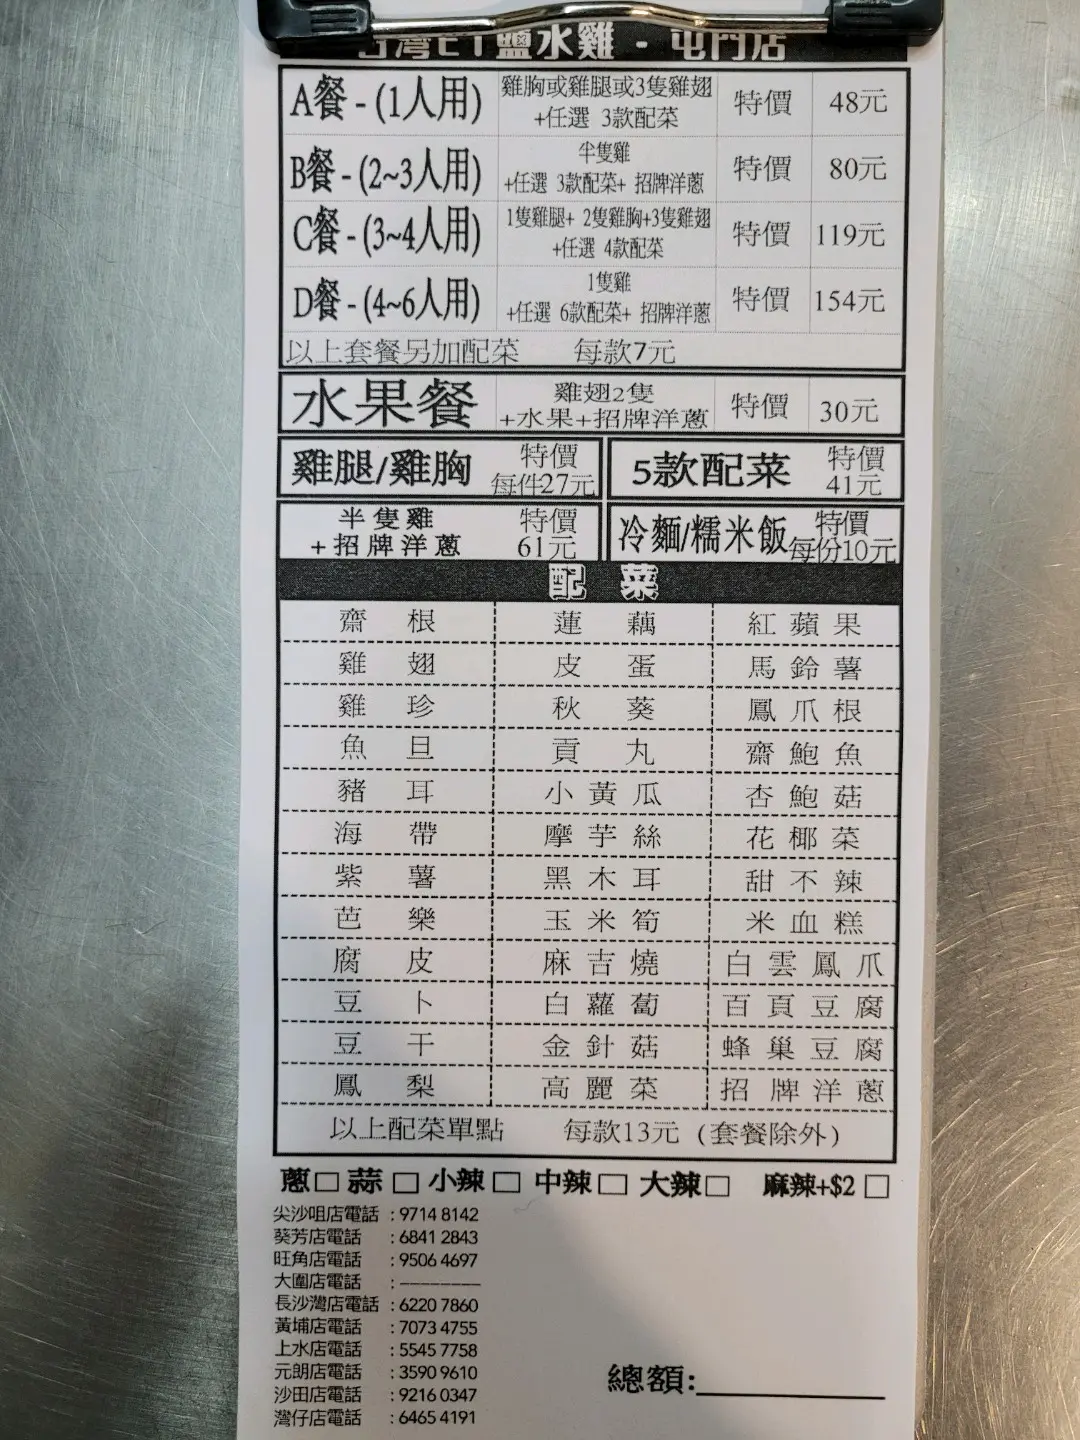 台灣ET鹽水雞 - 屯門店
A餐 - (1人用) 雞胸或雞腿或3隻雞翅 +任選 3款配菜 特價 48元
B餐 - (2~3人用) 半隻雞 +任選 3款配菜+ 招牌洋蔥 特價 80元
C餐 - (3~4人用) 1隻雞腿+ 2隻雞胸+3隻雞翅 +任選 4款配菜 特價 119元
D餐 - (4~6人用) 1隻雞 +任選 6款配菜+ 招牌洋蔥 特價 154元
以上套餐另加配菜 每款7元
水果餐 雞翅2隻 +水果+招牌洋蔥 特價 30元
雞腿/雞胸 特價 每件27元 5款配菜 特價 41元
半隻雞 +招牌洋蔥 特價 61元 冷麵/糯米飯 特價 每份10元
配 菜
齋根 蓮藕 紅蘋果
雞翅 皮蛋 馬鈴薯
雞珍 秋葵 鳳爪根
魚旦 貢丸 齋鮑魚
豬耳 小黃瓜 杏鮑菇
海帶 摩芋絲 花椰菜
紫薯 黑木耳 甜不辣
芭樂 玉米筍 米血糕
腐皮 麻吉燒 白雲鳳爪
豆卜 白蘿蔔 百頁豆腐
豆干 金針菇 蜂巢豆腐
鳳梨 高麗菜 招牌洋蔥
以上配菜單點 每款13元 (套餐除外)
蔥□ 蒜□ 小辣□ 中辣□ 大辣□ 麻辣+$2 □
尖沙咀店電話 : 9714 8142
葵芳店電話 : 6841 2843
旺角店電話 : 9506 4697
大圍店電話 : ––––––––
長沙灣店電話 : 6220 7860
黃埔店電話 : 7073 4755
上水店電話 : 5545 7758
元朗店電話 : 3590 9610
沙田店電話 : 9216 0347
灣仔店電話 : 6465 4191
總額:__________